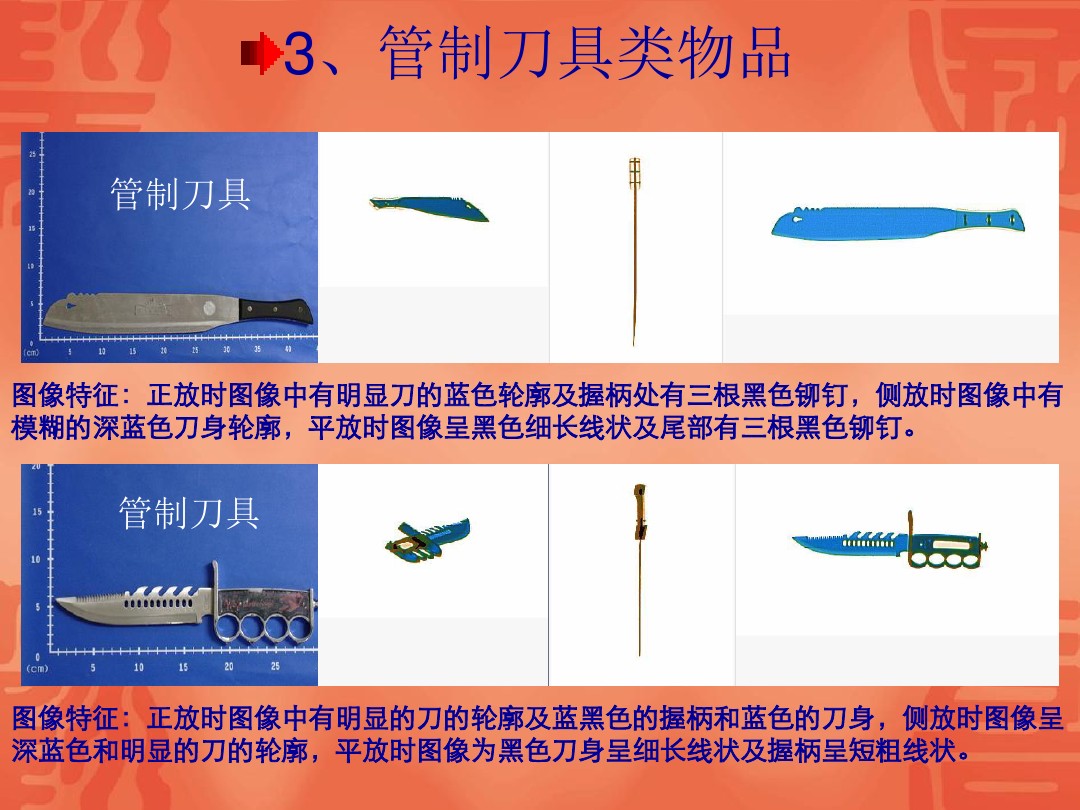 3、管制刀具类物品
管制刀具
25
20
15
10
5
0
(cm) 5 10 15 20 25 30 35 40
图像特征：正放时图像中有明显刀的蓝色轮廓及握柄处有三根黑色铆钉，侧放时图像中有
模糊的深蓝色刀身轮廓，平放时图像呈黑色细长线状及尾部有三根黑色铆钉。
20
管制刀具
15
10
5
0
(cm) 5 10 15 20 25
图像特征：正放时图像中有明显的刀的轮廓及蓝黑色的握柄和蓝色的刀身，侧放时图像呈
深蓝色和明显的刀的轮廓，平放时图像为黑色刀身呈细长线状及握柄呈短粗线状。